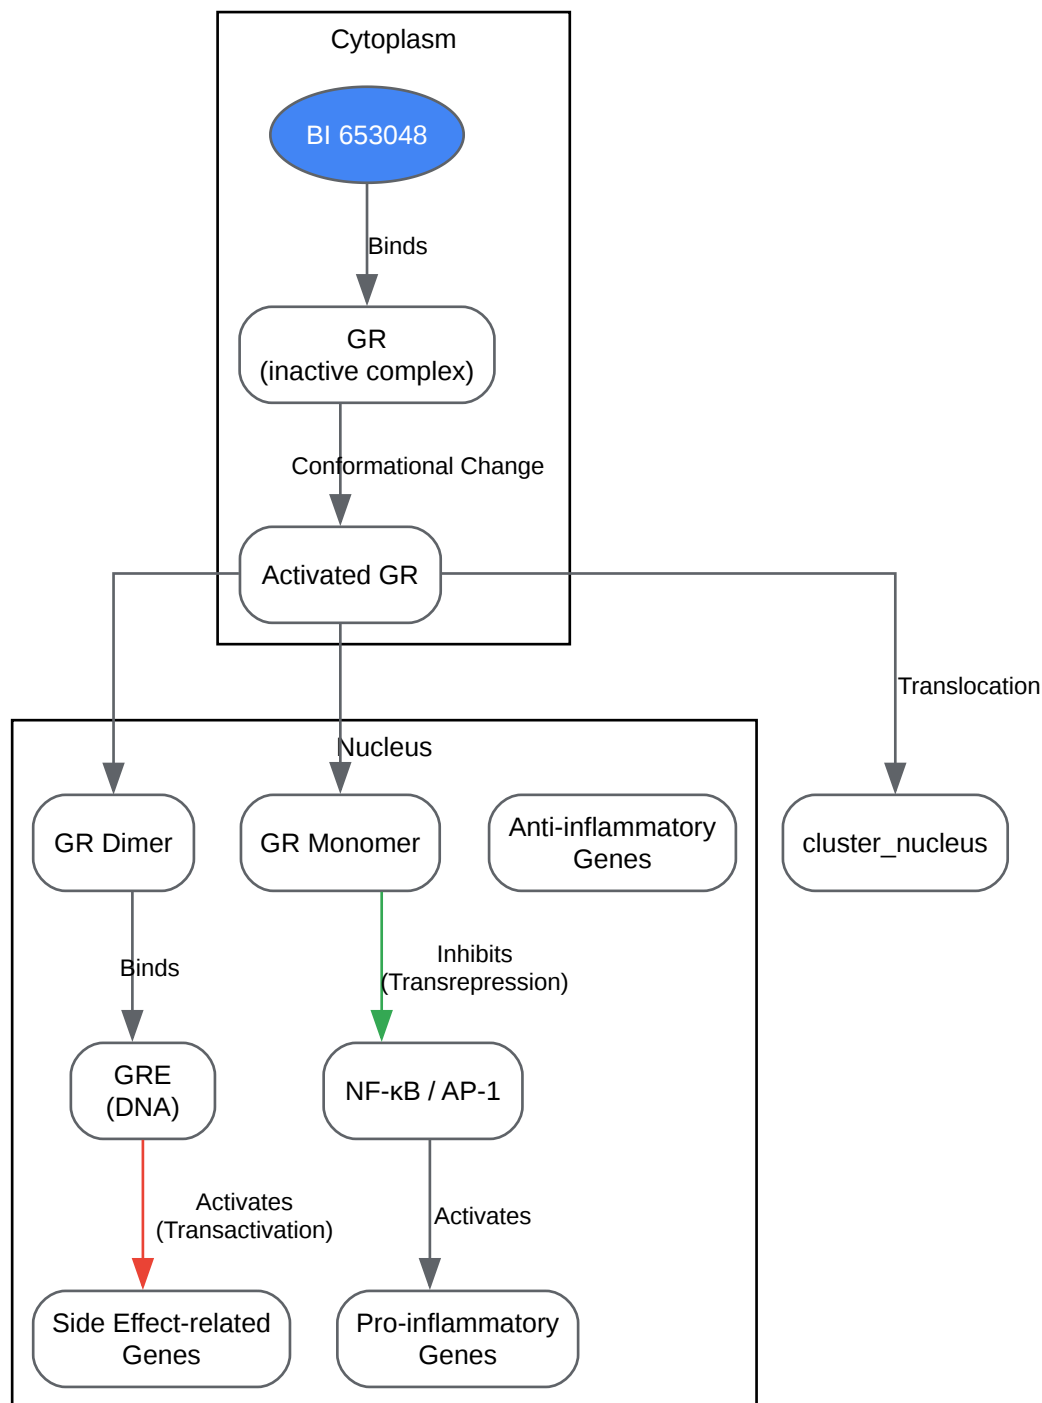 Cytoplasm
BI 653048
Binds
GR
(inactive complex)
Conformational Change
Activated GR
Translocation
Nucleus
GR Dimer
GR Monomer
Anti-inflammatory
Genes
cluster_nucleus
Binds
Inhibits
(Transrepression)
GRE
(DNA)
NF-κB / AP-1
Activates
(Transactivation)
Activates
Side Effect-related
Genes
Pro-inflammatory
Genes